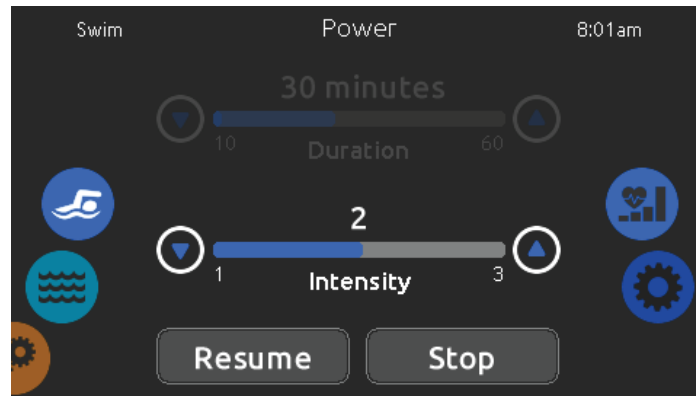 Swim Power 8:01am
30 minutes
10 Duration 60
2
1 Intensity 3
Resume Stop